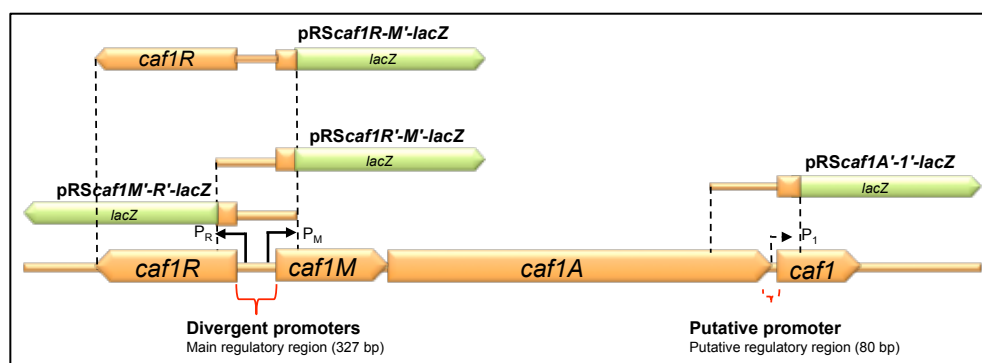 pRScaf1R-M'-lacZ
caf1R
lacZ
pRScaf1R'-M'-lacZ
lacZ
pRScaf1A'-1'-lacZ
lacZ
pRScaf1M'-R'-lacZ
lacZ
PR
PM
P1
caf1R
caf1M
caf1A
caf1
Divergent promoters
Main regulatory region (327 bp)
Putative promoter
Putative regulatory region (80 bp)